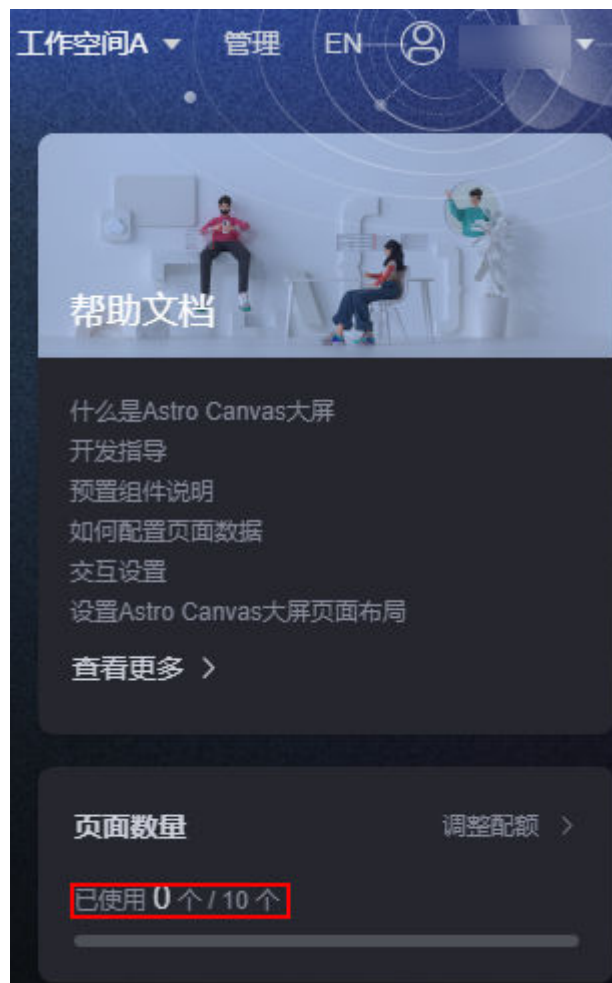 工作空间A 管理 EN
帮助文档
什么是Astro Canvas大屏
开发指导
预置组件说明
如何配置页面数据
交互设置
设置Astro Canvas大屏页面布局
查看更多 >
页面数量 调整配额 >
已使用 0 个 / 10 个